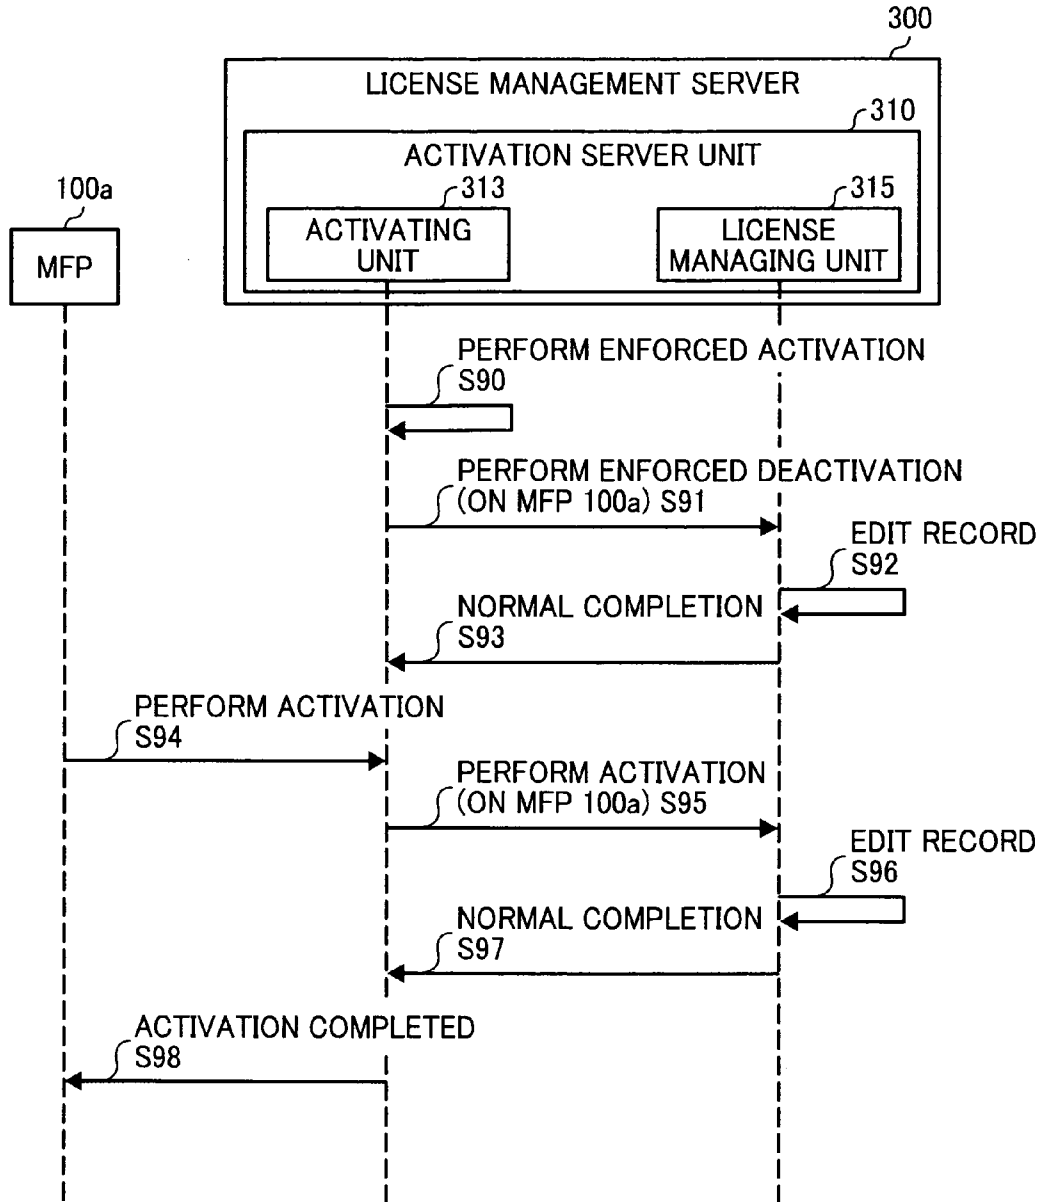 300
LICENSE MANAGEMENT SERVER
310
ACTIVATION SERVER UNIT
100a
313
315
MFP
ACTIVATING
UNIT
LICENSE
MANAGING UNIT
PERFORM ENFORCED ACTIVATION
S90
PERFORM ENFORCED DEACTIVATION
(ON MFP 100a) S91
EDIT RECORD
S92
NORMAL COMPLETION
S93
PERFORM ACTIVATION
S94
PERFORM ACTIVATION
(ON MFP 100a) S95
EDIT RECORD
S96
NORMAL COMPLETION
S97
ACTIVATION COMPLETED
S98